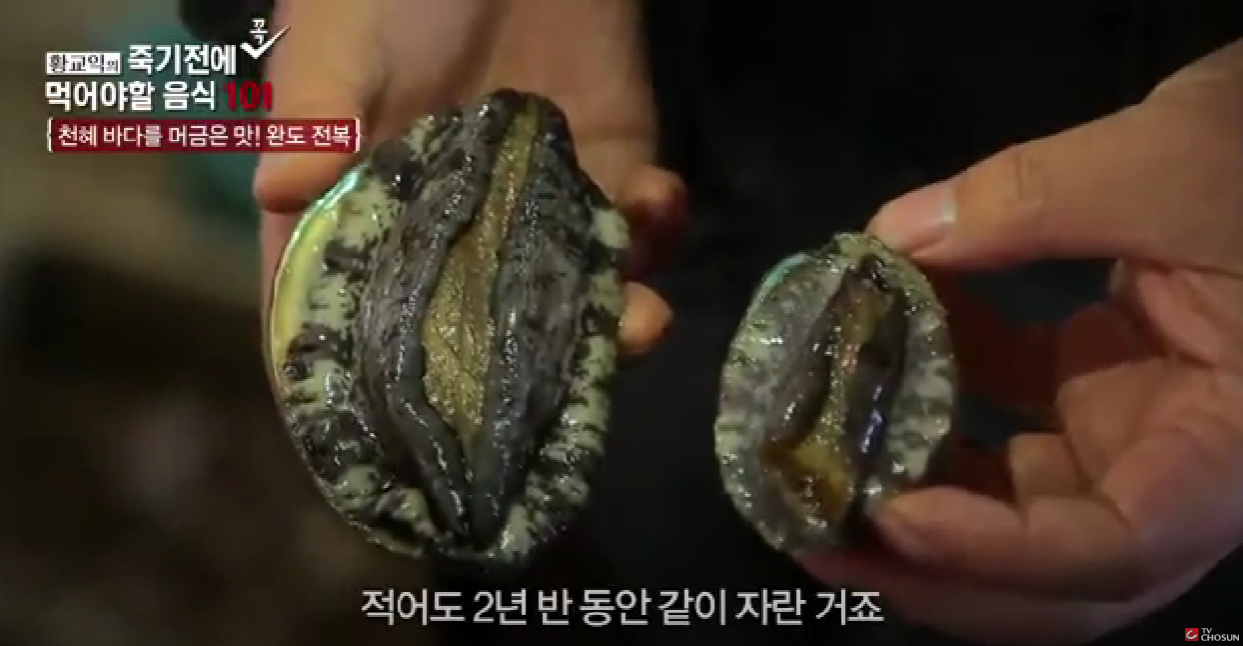 황교익의 죽기전에 꼭
먹어야할 음식 101
{천혜 바다를 머금은 맛! 완도 전복}
적어도 2년 반 동안 같이 자란 거죠
TV
CHOSUN